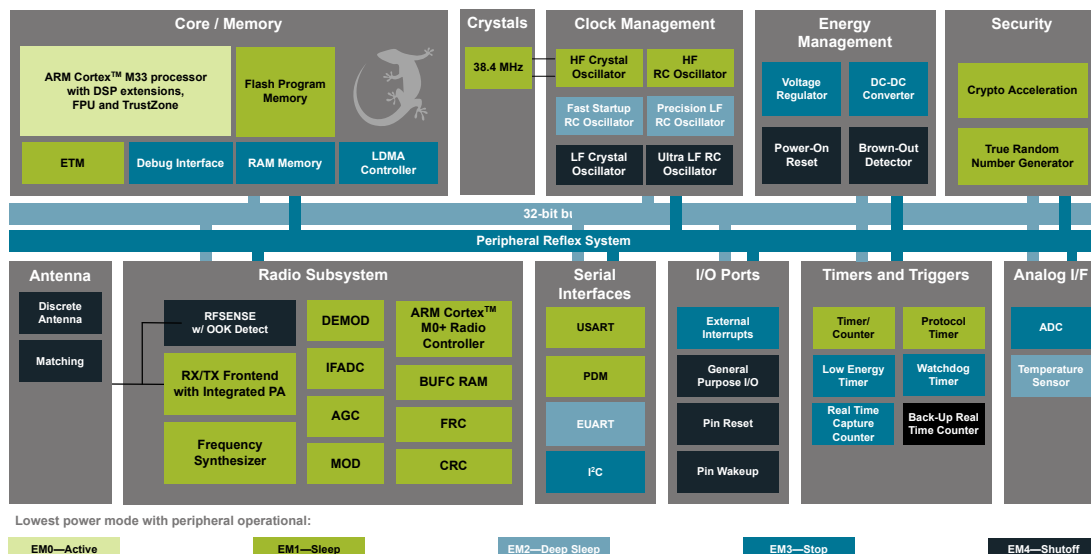 Core / Memory
ARM Cortex™ M33 processor
with DSP extensions,
FPU and TrustZone
Flash Program
Memory
ETM
Debug Interface
RAM Memory
LDMA
Controller
Crystals
38.4 MHz
Clock Management
HF Crystal
Oscillator
HF
RC Oscillator
Fast Startup
RC Oscillator
Precision LF
RC Oscillator
LF Crystal
Oscillator
Ultra LF RC
Oscillator
Energy
Management
Voltage
Regulator
DC-DC
Converter
Power-On
Reset
Brown-Out
Detector
Security
Crypto Acceleration
True Random
Number Generator
32-bit bu
Peripheral Reflex System
Antenna
Discrete
Antenna
Matching
Radio Subsystem
RFSENSE
w/ OOK Detect
RX/TX Frontend
with Integrated PA
Frequency
Synthesizer
DEMOD
IFADC
AGC
MOD
ARM Cortex™
M0+ Radio
Controller
BUFC RAM
FRC
CRC
Serial
Interfaces
USART
PDM
EUART
I²C
I/O Ports
External
Interrupts
General
Purpose I/O
Pin Reset
Pin Wakeup
Timers and Triggers
Timer/
Counter
Protocol
Timer
Low Energy
Timer
Watchdog
Timer
Real Time
Capture
Counter
Back-Up Real
Time Counter
Analog I/F
ADC
Temperature
Sensor
Lowest power mode with peripheral operational:
EM0—Active
EM1—Sleep
EM2—Deep Sleep
EM3—Stop
EM4—Shutoff